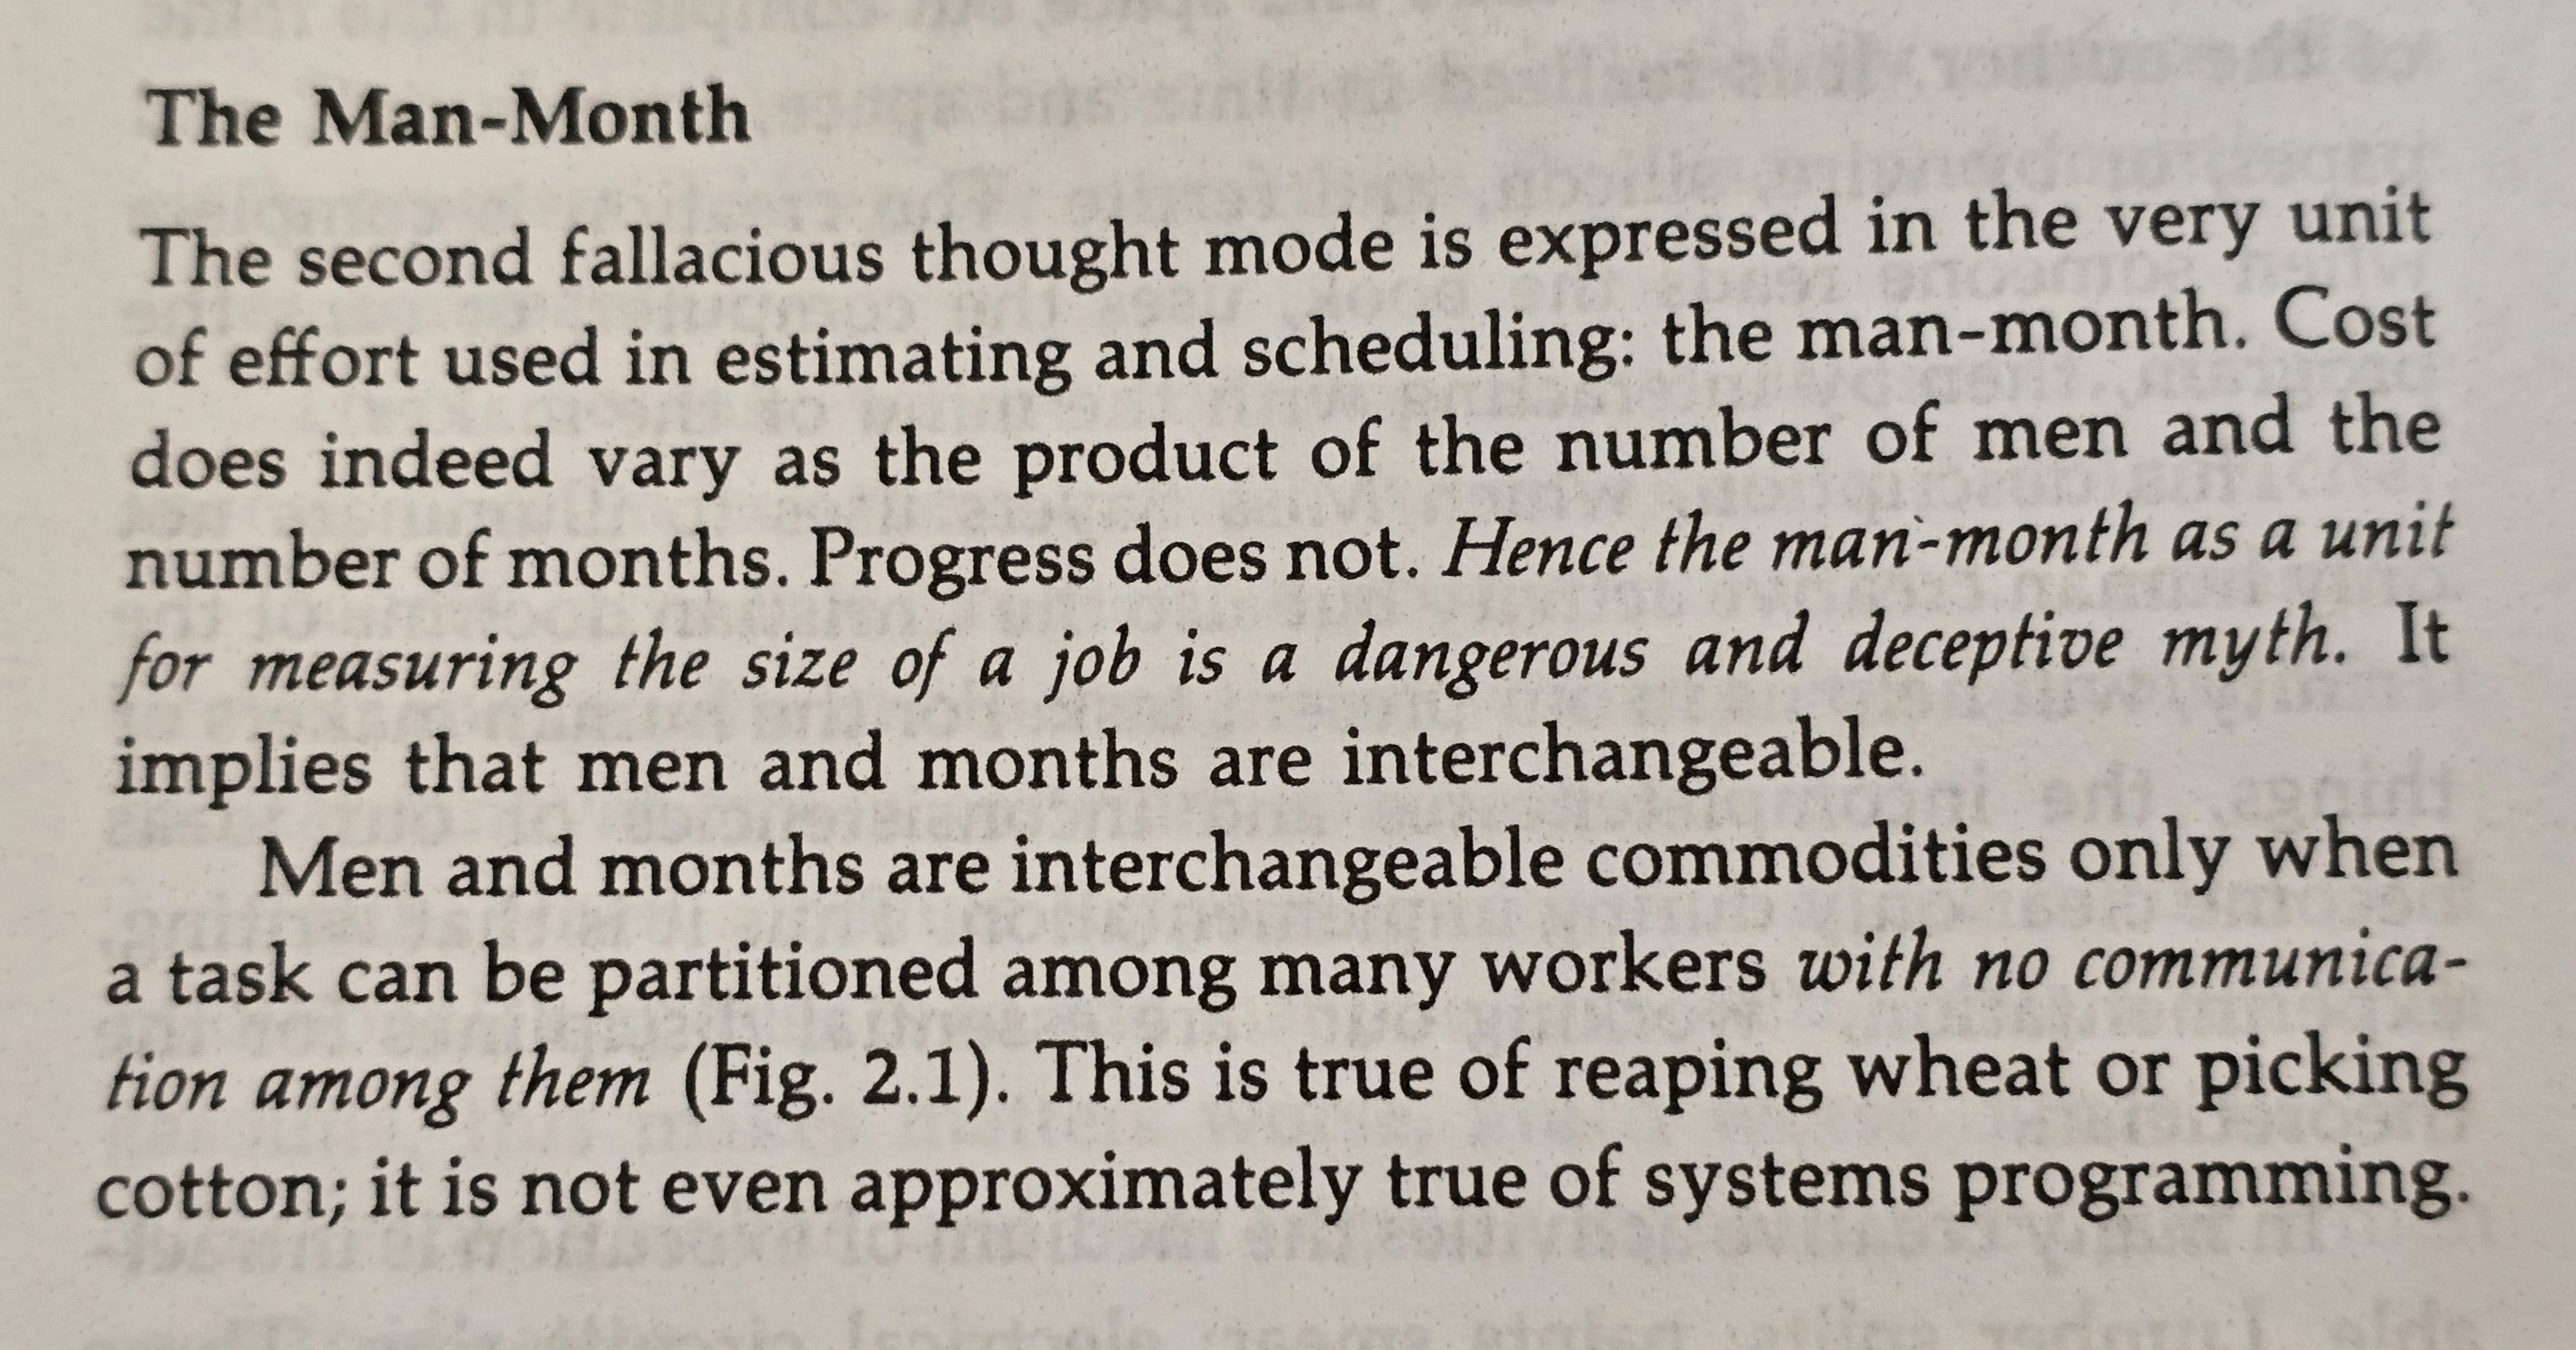 The Man-Month
The second fallacious thought mode is expressed in the very unit
of effort used in estimating and scheduling: the man-month. Cost
does indeed vary as the product of the number of men and the
number of months. Progress does not. Hence the man-month as a unit
for measuring the size of a job is a dangerous and deceptive myth. It
implies that men and months are interchangeable.
Men and months are interchangeable commodities only when
a task can be partitioned among many workers with no communica-
tion among them (Fig. 2.1). This is true of reaping wheat or picking
cotton; it is not even approximately true of systems programming.